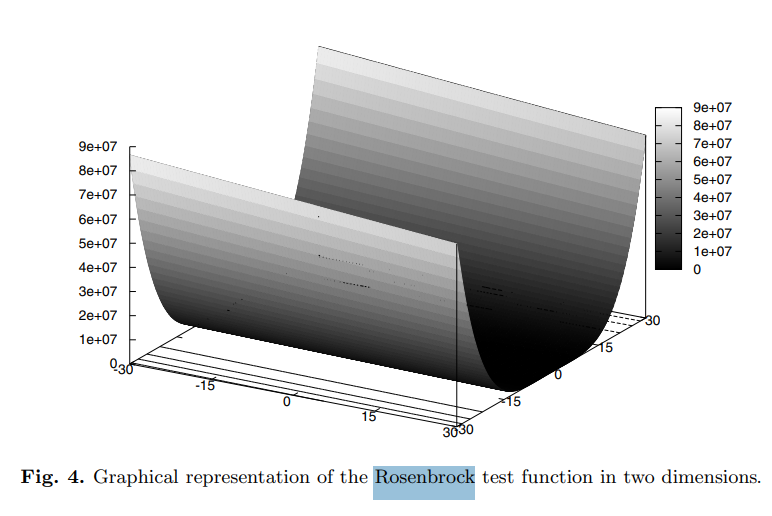 9e+07
8e+07
7e+07
6e+07
5e+07
4e+07
3e+07
2e+07
1e+07
0
-30
-15
0
15
30
-30
-15
0
15
30
9e+07
8e+07
7e+07
6e+07
5e+07
4e+07
3e+07
2e+07
1e+07
0
Fig. 4. Graphical representation of the Rosenbrock test function in two dimensions.